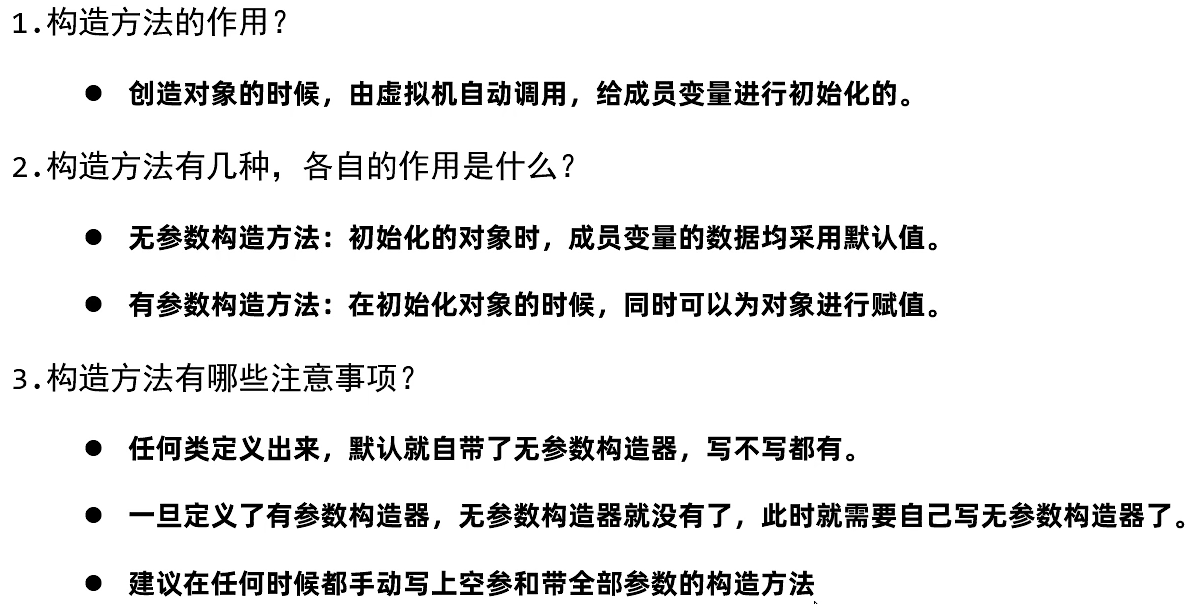 1.构造方法的作用？
● 创造对象的时候，由虚拟机自动调用，给成员变量进行初始化的。
2.构造方法有几种，各自的作用是什么？
● 无参数构造方法：初始化的对象时，成员变量的数据均采用默认值。
● 有参数构造方法：在初始化对象的时候，同时可以为对象进行赋值。
3.构造方法有哪些注意事项？
● 任何类定义出来，默认就自带了无参数构造器，写不写都有。
● 一旦定义了有参数构造器，无参数构造器就没有了，此时就需要自己写无参数构造器了。
● 建议在任何时候都手动写上空参和带全部参数的构造方法